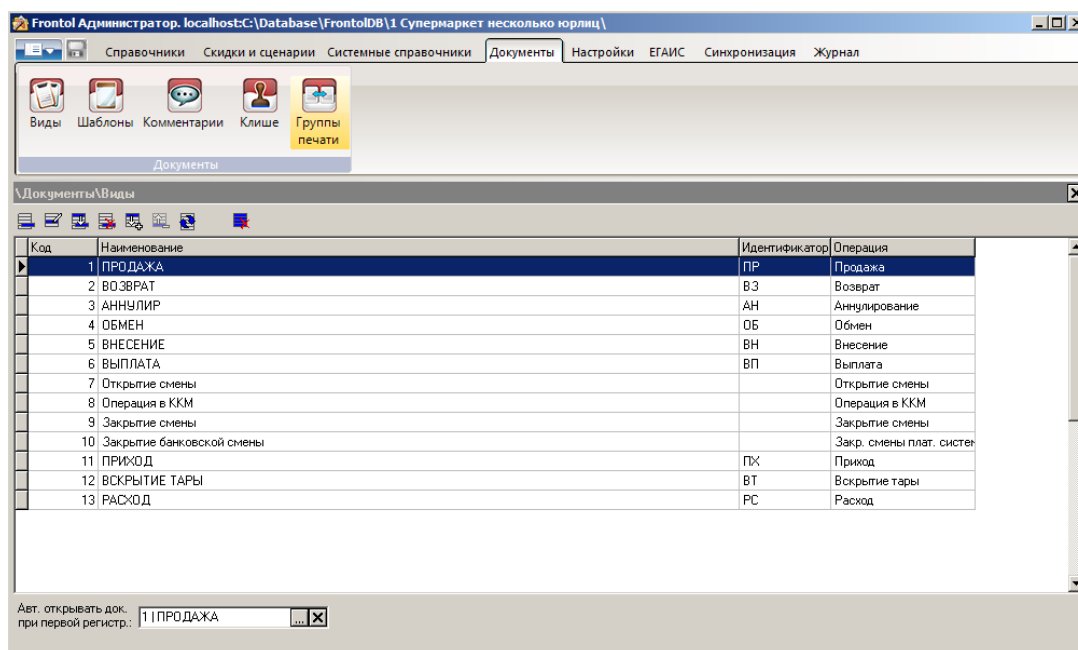 Frontol Администратор. localhost:C:\Database\FrontolDB\1 Супермаркет несколько юрлиц\
Справочники Скидки и сценарии Системные справочники Документы Настройки ЕГАИС Синхронизация Журнал
Виды Шаблоны Комментарии Клише Группы печати
Документы
\Документы\Виды
Код Наименование Идентификатор Операция
1 ПРОДАЖА ПР Продажа
2 ВОЗВРАТ ВЗ Возврат
3 АННУЛИР АН Аннулирование
4 ОБМЕН ОБ Обмен
5 ВНЕСЕНИЕ ВН Внесение
6 ВЫПЛАТА ВП Выплата
7 Открытие смены Открытие смены
8 Операция в ККМ Операция в ККМ
9 Закрытие смены Закрытие смены
10 Закрытие банковской смены Закр. смены плат. систем
11 ПРИХОД ПХ Приход
12 ВСКРЫТИЕ ТАРЫ ВТ Вскрытие тары
13 РАСХОД РС Расход
Авт. открывать док.
при первой регистр.: 1 | ПРОДАЖА ...